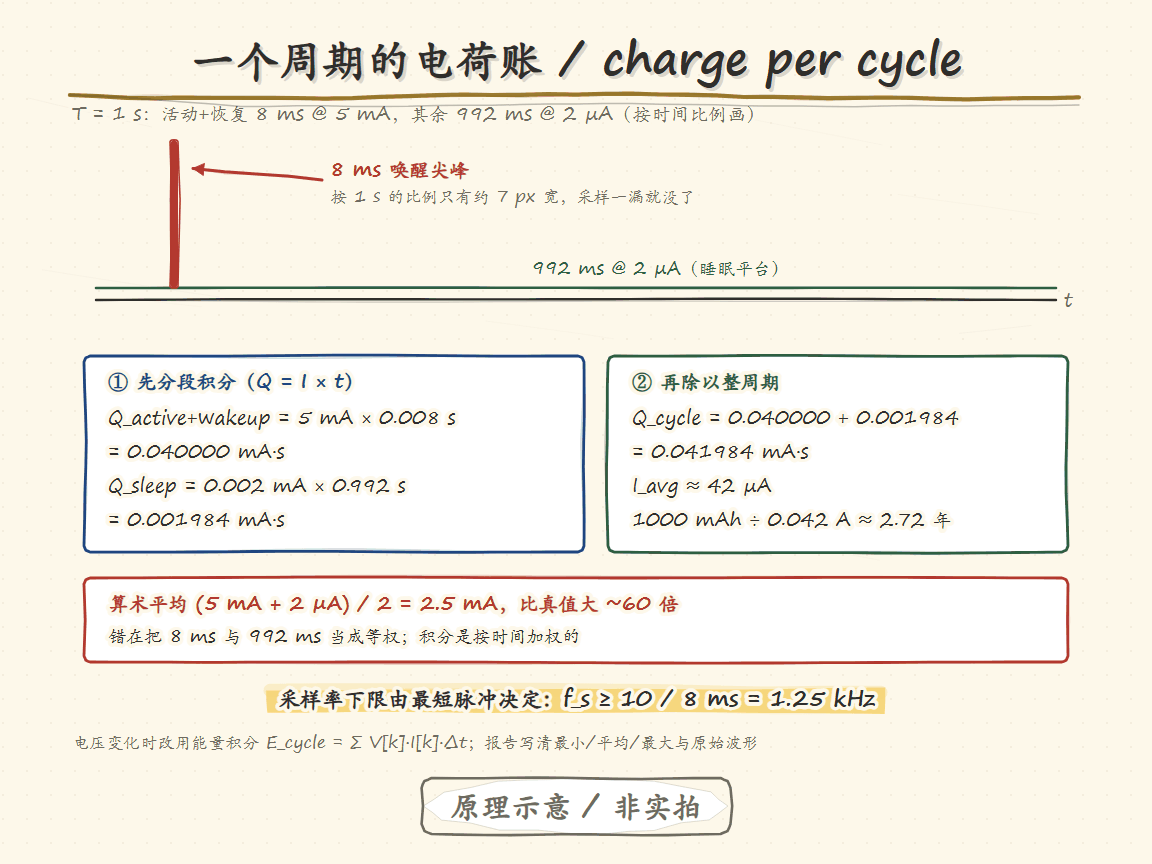 一个周期的电荷账 / charge per cycle
T = 1 s：活动+恢复 8 ms @ 5 mA，其余 992 ms @ 2 µA（按时间比例画）
8 ms 唤醒尖峰
按 1 s 的比例只有约 7 px 宽，采样一漏就没了
992 ms @ 2 µA（睡眠平台）
t
① 先分段积分（Q = I × t）
Q_active+wakeup = 5 mA × 0.008 s
= 0.040000 mA·s
Q_sleep = 0.002 mA × 0.992 s
= 0.001984 mA·s
② 再除以整周期
Q_cycle = 0.040000 + 0.001984
= 0.041984 mA·s
I_avg ≈ 42 µA
1000 mAh ÷ 0.042 A ≈ 2.72 年
算术平均 (5 mA + 2 µA) / 2 = 2.5 mA，比真值大 ~60 倍
错在把 8 ms 与 992 ms 当成等权；积分是按时间加权的
采样率下限由最短脉冲决定：f_s ≥ 10 / 8 ms = 1.25 kHz
电压变化时改用能量积分 E_cycle = Σ V[k]·I[k]·Δt；报告写清最小/平均/最大与原始波形
原理示意 / 非实拍